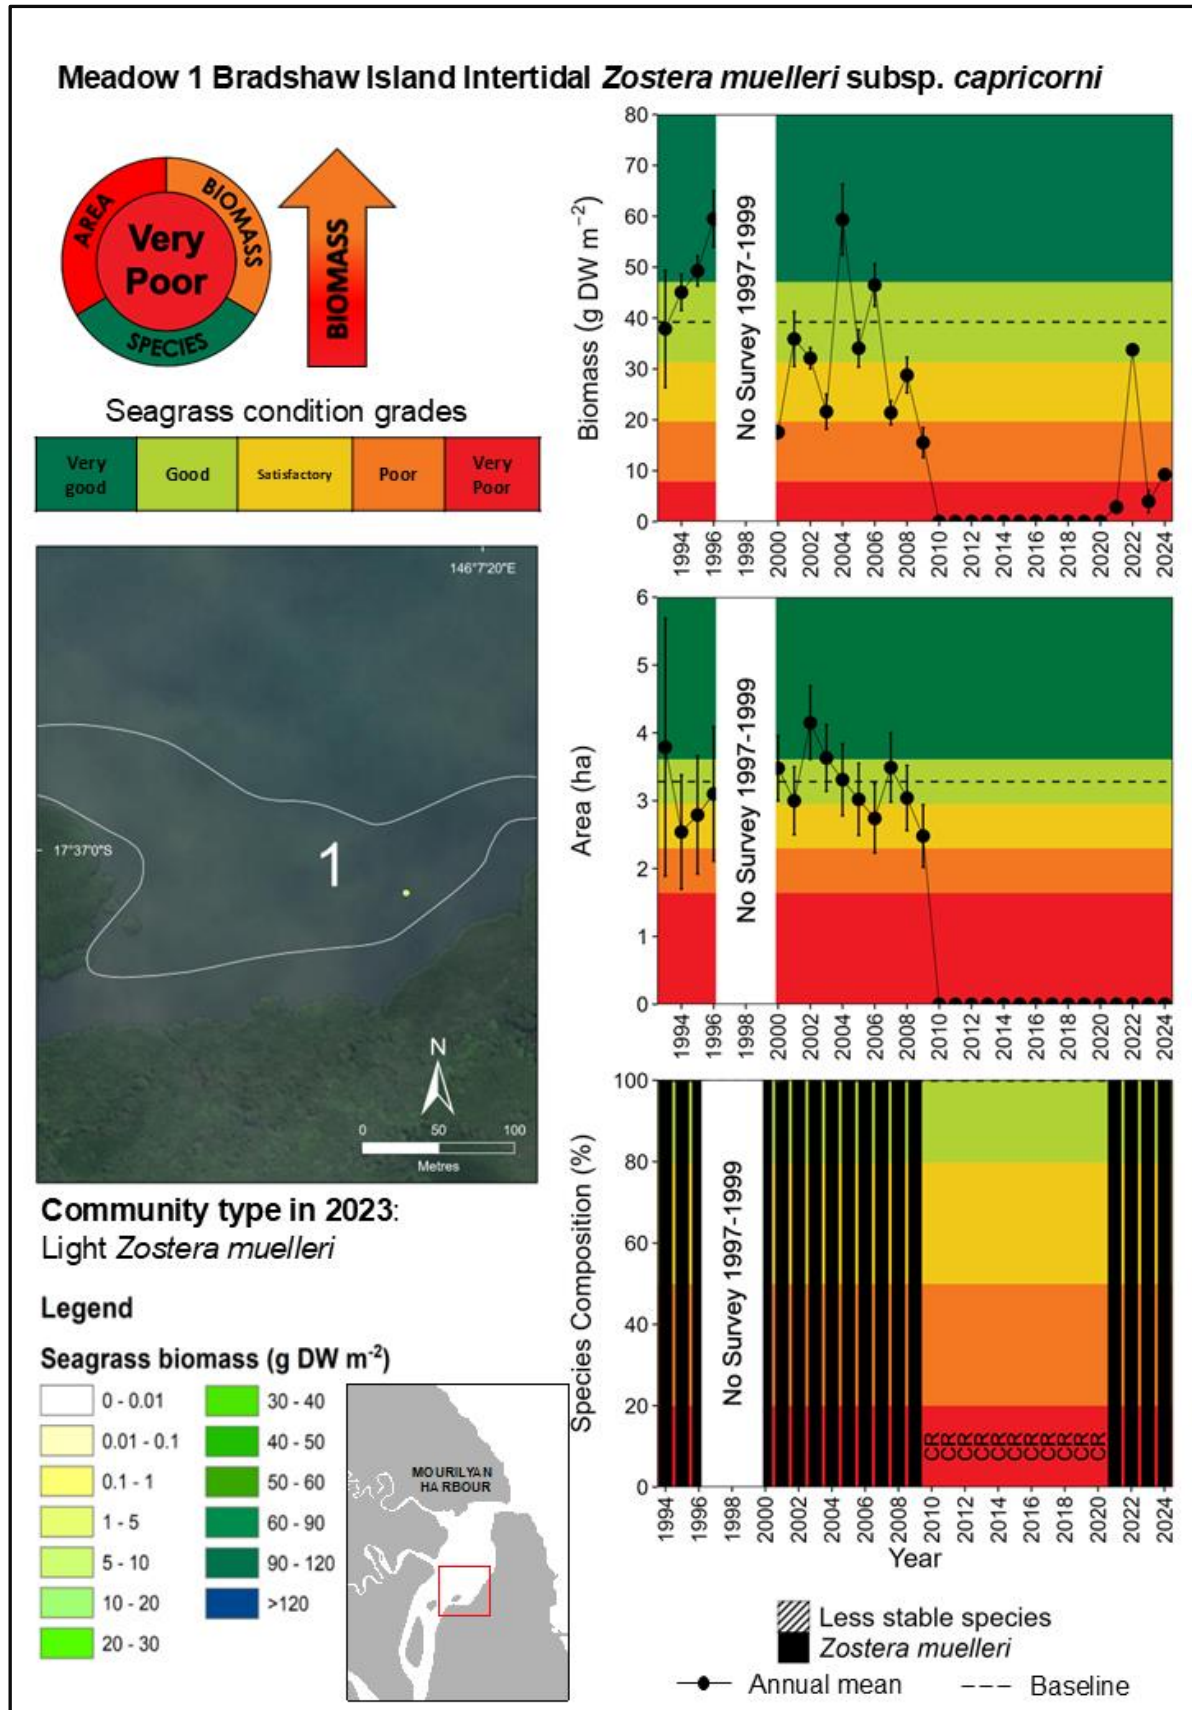 Meadow 1 Bradshaw Island Intertidal Zostera muelleri subsp. capricorni
AREA
BIOMASS
SPECIES
Very
Poor
BIOMASS
Seagrass condition grades
Very
good
Good
Satisfactory
Poor
Very
Poor
146°7'20"E
17°37'0"S
1
N
0 50 100
Metres
Community type in 2023:
Light Zostera muelleri
Legend
Seagrass biomass (g DW m⁻²)
0 - 0.01
0.01 - 0.1
0.1 - 1
1 - 5
5 - 10
10 - 20
20 - 30
30 - 40
40 - 50
50 - 60
60 - 90
90 - 120
>120
MOURILYAN
HARBOUR
Biomass (g DW m⁻²)
80
70
60
50
40
30
20
10
0
No Survey 1997-1999
1994 1996 1998 2000 2002 2004 2006 2008 2010 2012 2014 2016 2018 2020 2022 2024
Area (ha)
6
5
4
3
2
1
0
No Survey 1997-1999
1994 1996 1998 2000 2002 2004 2006 2008 2010 2012 2014 2016 2018 2020 2022 2024
Species Composition (%)
100
80
60
40
20
0
No Survey 1997-1999
CR CR CR CR CR CR CR CR CR CR CR
1994 1996 1998 2000 2002 2004 2006 2008 2010 2012 2014 2016 2018 2020 2022 2024
Year
Less stable species
Zostera muelleri
Annual mean
Baseline